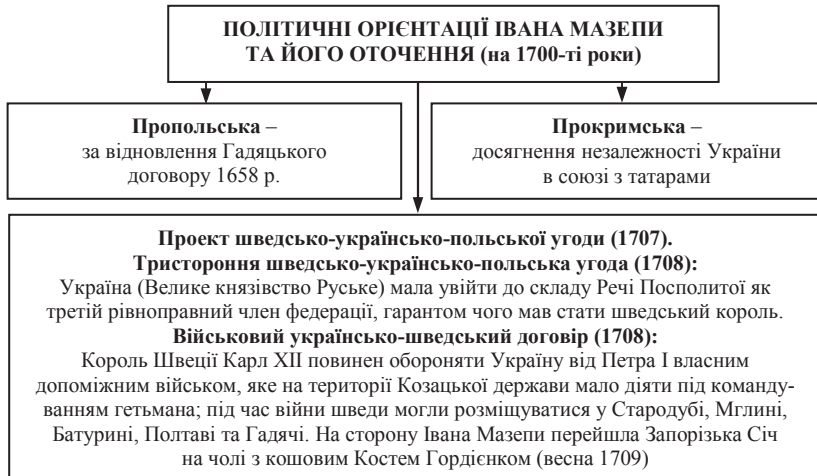 ПОЛІТИЧНІ ОРІЄНТАЦІЇ ІВАНА МАЗЕПИ
ТА ЙОГО ОТОЧЕННЯ (на 1700-ті роки)
Пропольська –
за відновлення Гадяцького
договору 1658 р.
Прокримська –
досягнення незалежності України
в союзі з татарами
Проект шведсько-українсько-польської угоди (1707).
Тристороння шведсько-українсько-польська угода (1708):
Україна (Велике князівство Руське) мала увійти до складу Речі Посполитої як
третій рівноправний член федерації, гарантом чого мав стати шведський король.
Військовий українсько-шведський договір (1708):
Король Швеції Карл XII повинен обороняти Україну від Петра І власним
допоміжним військом, яке на території Козацької держави мало діяти під команду-
ванням гетьмана; під час війни шведи могли розміщуватися у Стародубі, Мглині,
Батурині, Полтаві та Гадячі. На сторону Івана Мазепи перейшла Запорізька Січ
на чолі з кошовим Костем Гордієнком (весна 1709)